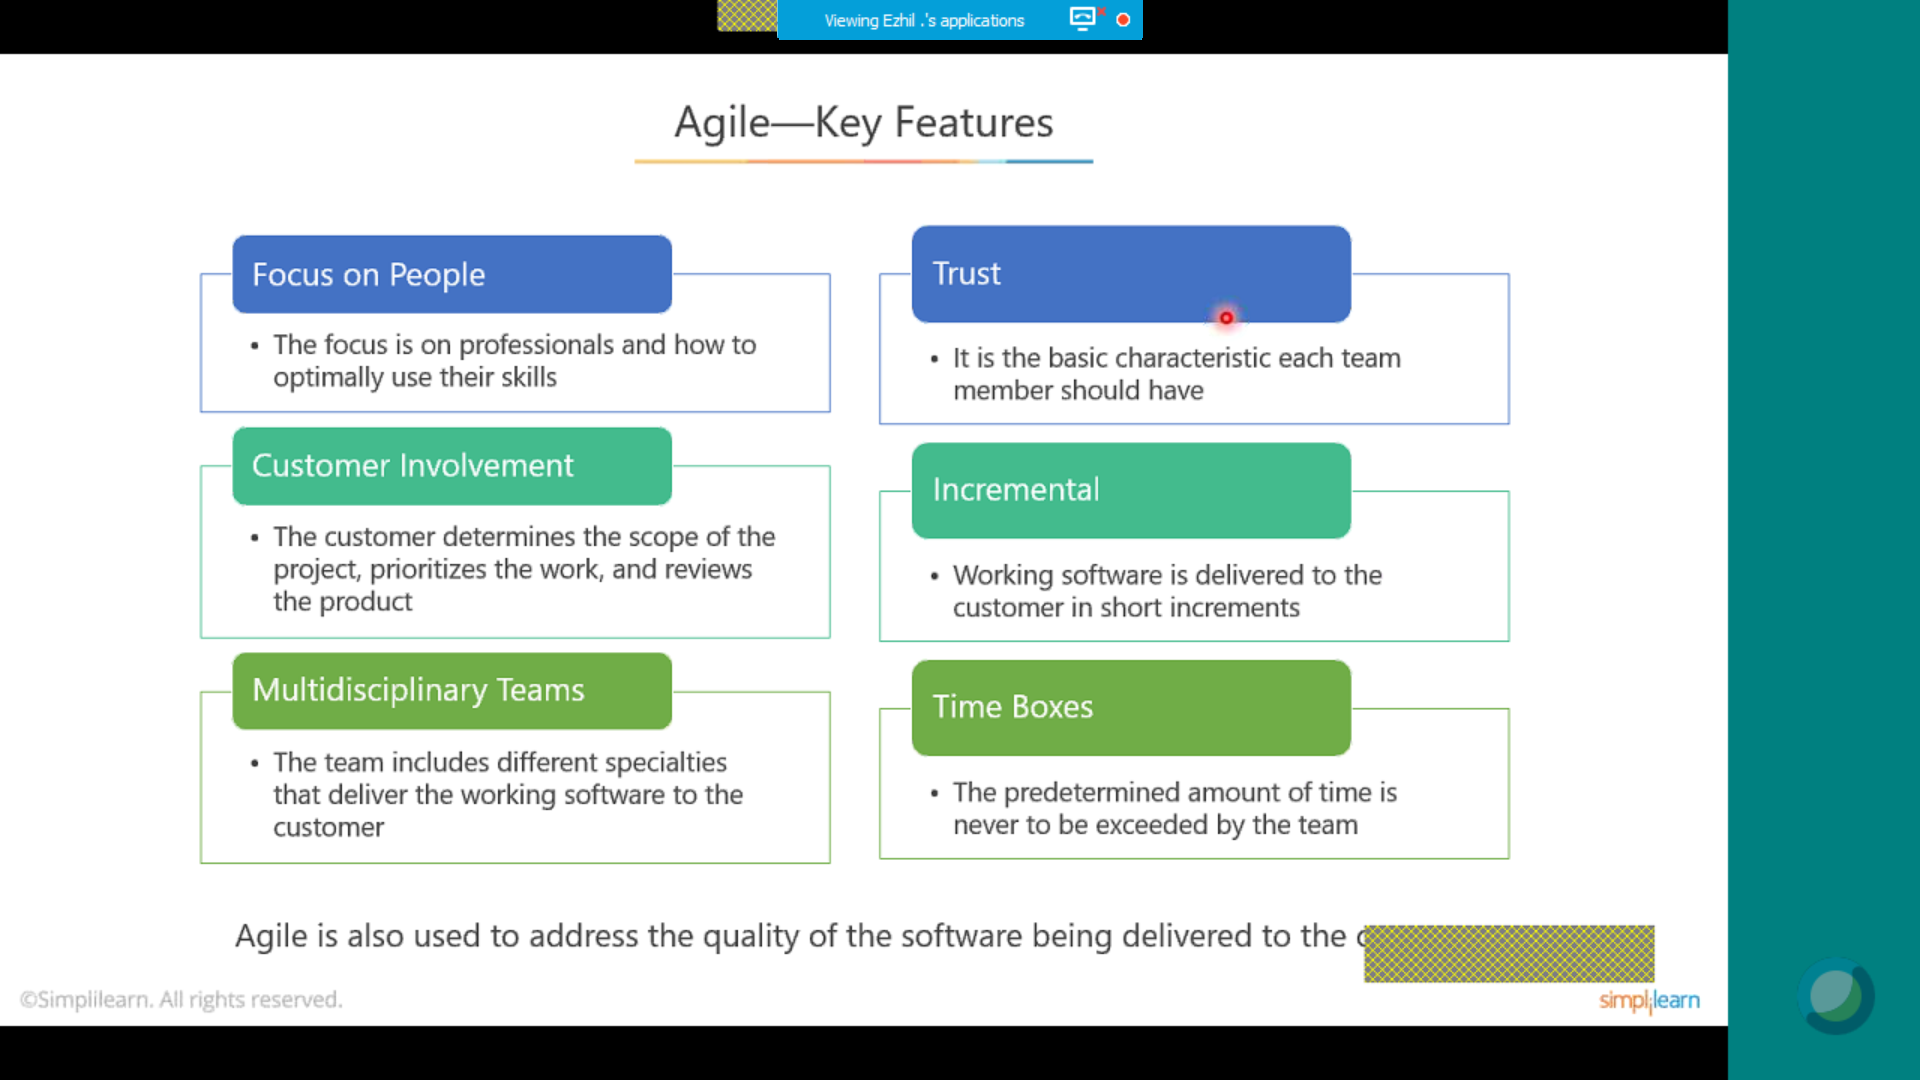 Viewing Ezhil .'s applications
Agile—Key Features
Focus on People
• The focus is on professionals and how to
optimally use their skills
Customer Involvement
• The customer determines the scope of the
project, prioritizes the work, and reviews
the product
Multidisciplinary Teams
• The team includes different specialties
that deliver the working software to the
customer
Trust
• It is the basic characteristic each team
member should have
Incremental
• Working software is delivered to the
customer in short increments
Time Boxes
• The predetermined amount of time is
never to be exceeded by the team
Agile is also used to address the quality of the software being delivered to the
©Simplilearn. All rights reserved.
simplilearn